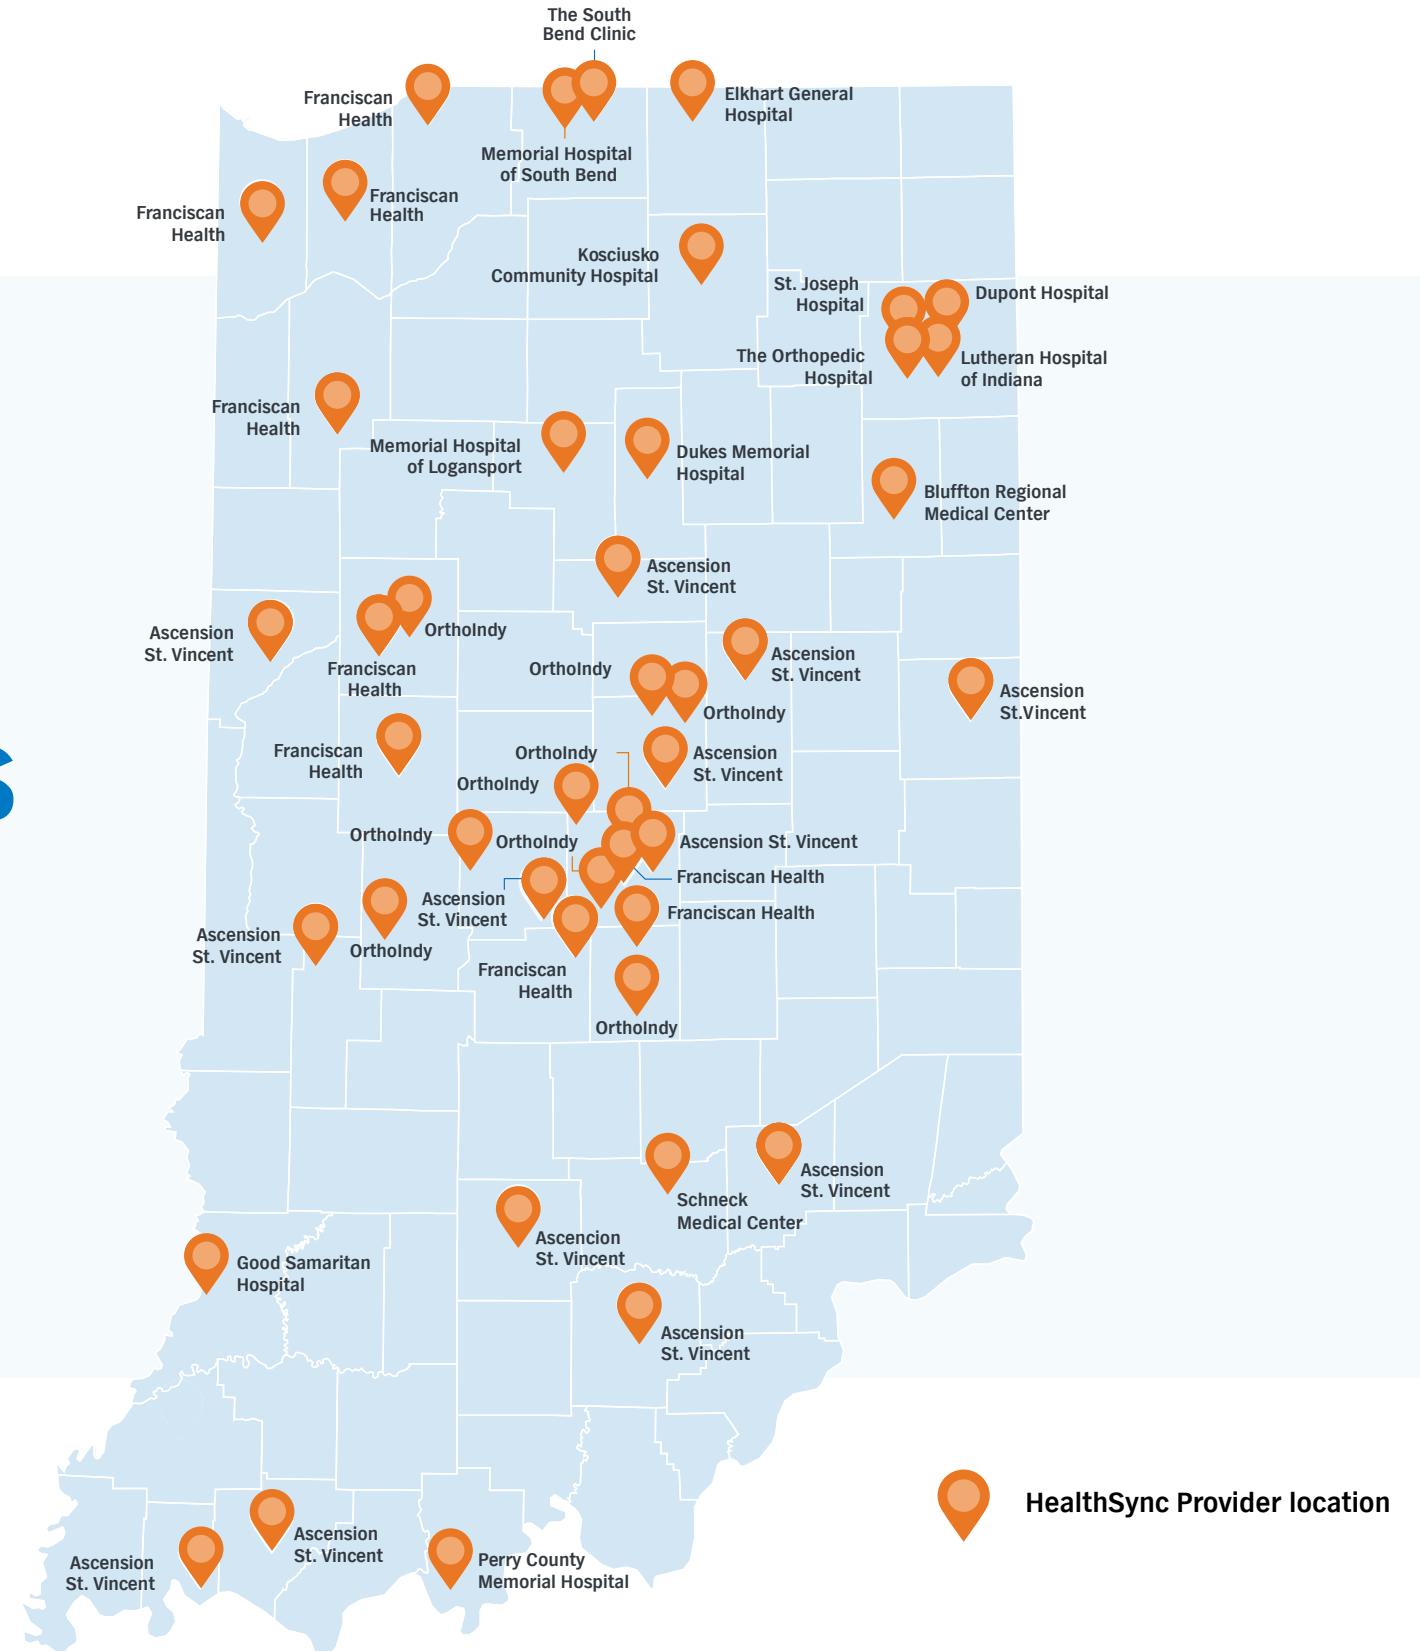 The South
Bend Clinic
Franciscan
Health
Elkhart General
Hospital
Memorial Hospital
of South Bend
Franciscan
Health
Franciscan
Health
Kosciusko
Community Hospital
St. Joseph
Hospital
Dupont Hospital
The Orthopedic
Hospital
Lutheran Hospital
of Indiana
Franciscan
Health
Memorial Hospital
of Logansport
Dukes Memorial
Hospital
Bluffton Regional
Medical Center
Ascension
St. Vincent
Ascension
St. Vincent
OrthoIndy
Franciscan
Health
OrthoIndy
Ascension
St. Vincent
OrthoIndy
Ascension
St.Vincent
Franciscan
Health
OrthoIndy
Ascension
St. Vincent
OrthoIndy
OrthoIndy
OrthoIndy
Ascension St. Vincent
Franciscan Health
Ascension
St. Vincent
Franciscan Health
Ascension
St. Vincent
OrthoIndy
Franciscan
Health
OrthoIndy
Schneck
Medical Center
Ascension
St. Vincent
Ascencion
St. Vincent
Good Samaritan
Hospital
Ascension
St. Vincent
HealthSync Provider location
Ascension
St. Vincent
Ascension
St. Vincent
Perry County
Memorial Hospital